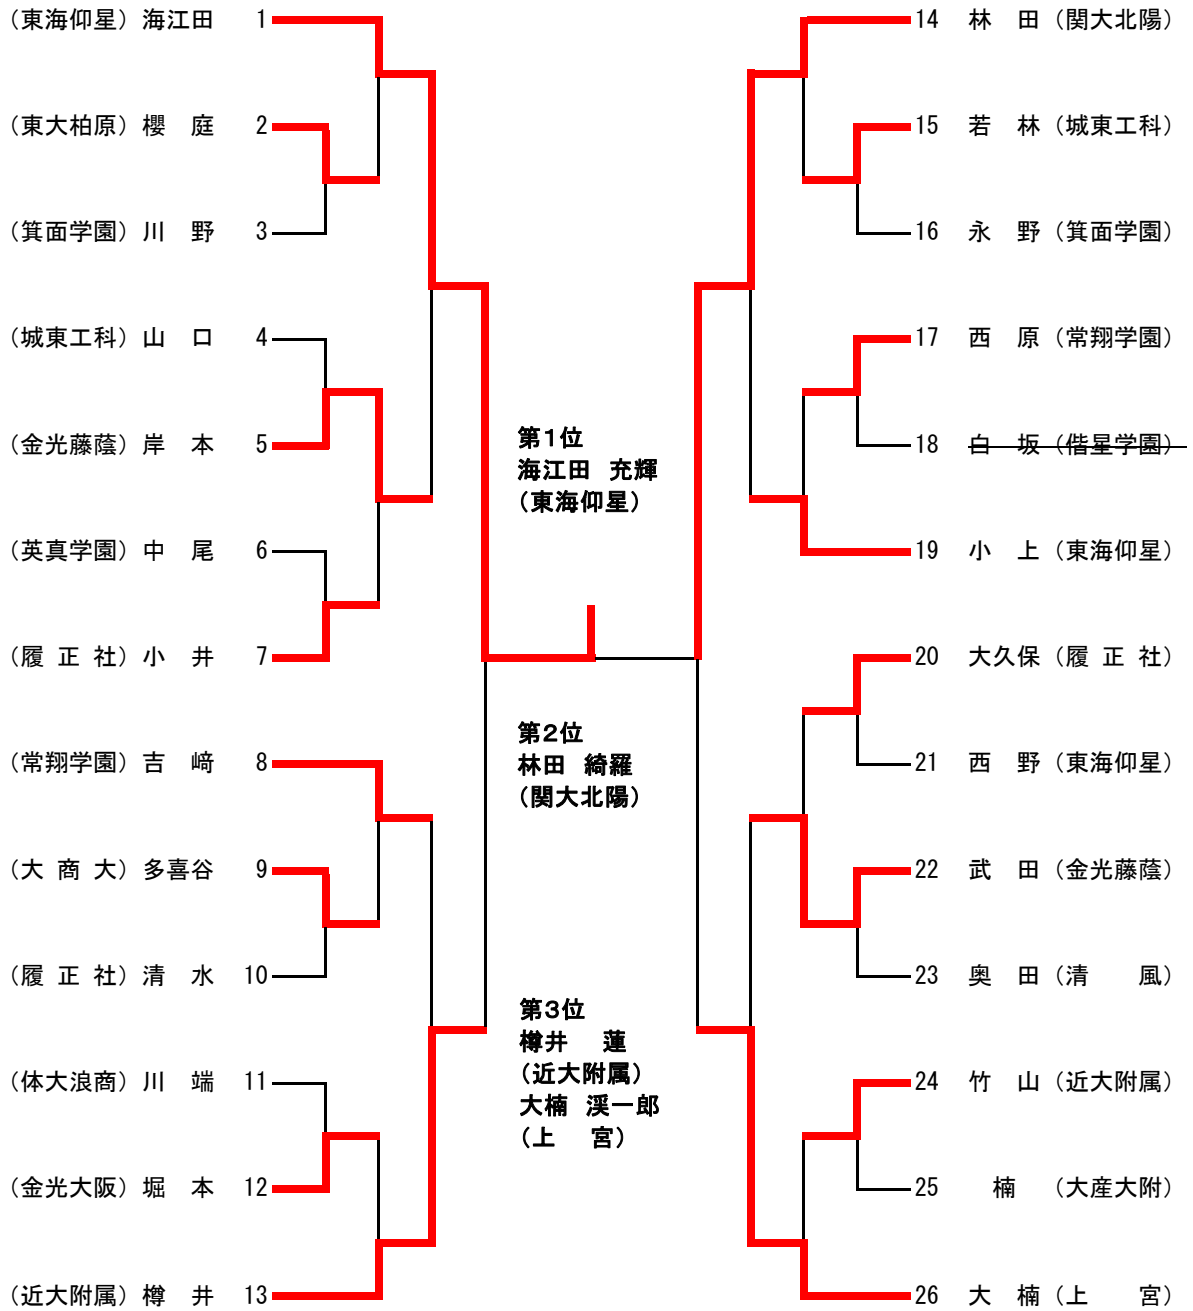 (東海仰星) 海江田 1
(東大柏原) 櫻 庭 2
(箕面学園) 川 野 3
(城東工科) 山 口 4
(金光藤蔭) 岸 本 5
(英真学園) 中 尾 6
(履 正 社) 小 井 7
(常翔学園) 吉 﨑 8
(大 商 大) 多喜谷 9
(履 正 社) 清 水 10
(体大浪商) 川 端 11
(金光大阪) 堀 本 12
(近大附属) 樽 井 13
第1位
海江田 充輝
(東海仰星)
第2位
林田 綺羅
(関大北陽)
第3位
樽井 蓮
(近大附属)
大楠 渓一郎
(上 宮)
14 林 田 (関大北陽)
15 若 林 (城東工科)
16 永 野 (箕面学園)
17 西 原 (常翔学園)
18 白 坂 (偕星学園)
19 小 上 (東海仰星)
20 大久保 (履 正 社)
21 西 野 (東海仰星)
22 武 田 (金光藤蔭)
23 奥 田 (清 風)
24 竹 山 (近大附属)
25 楠 (大産大附)
26 大 楠 (上 宮)